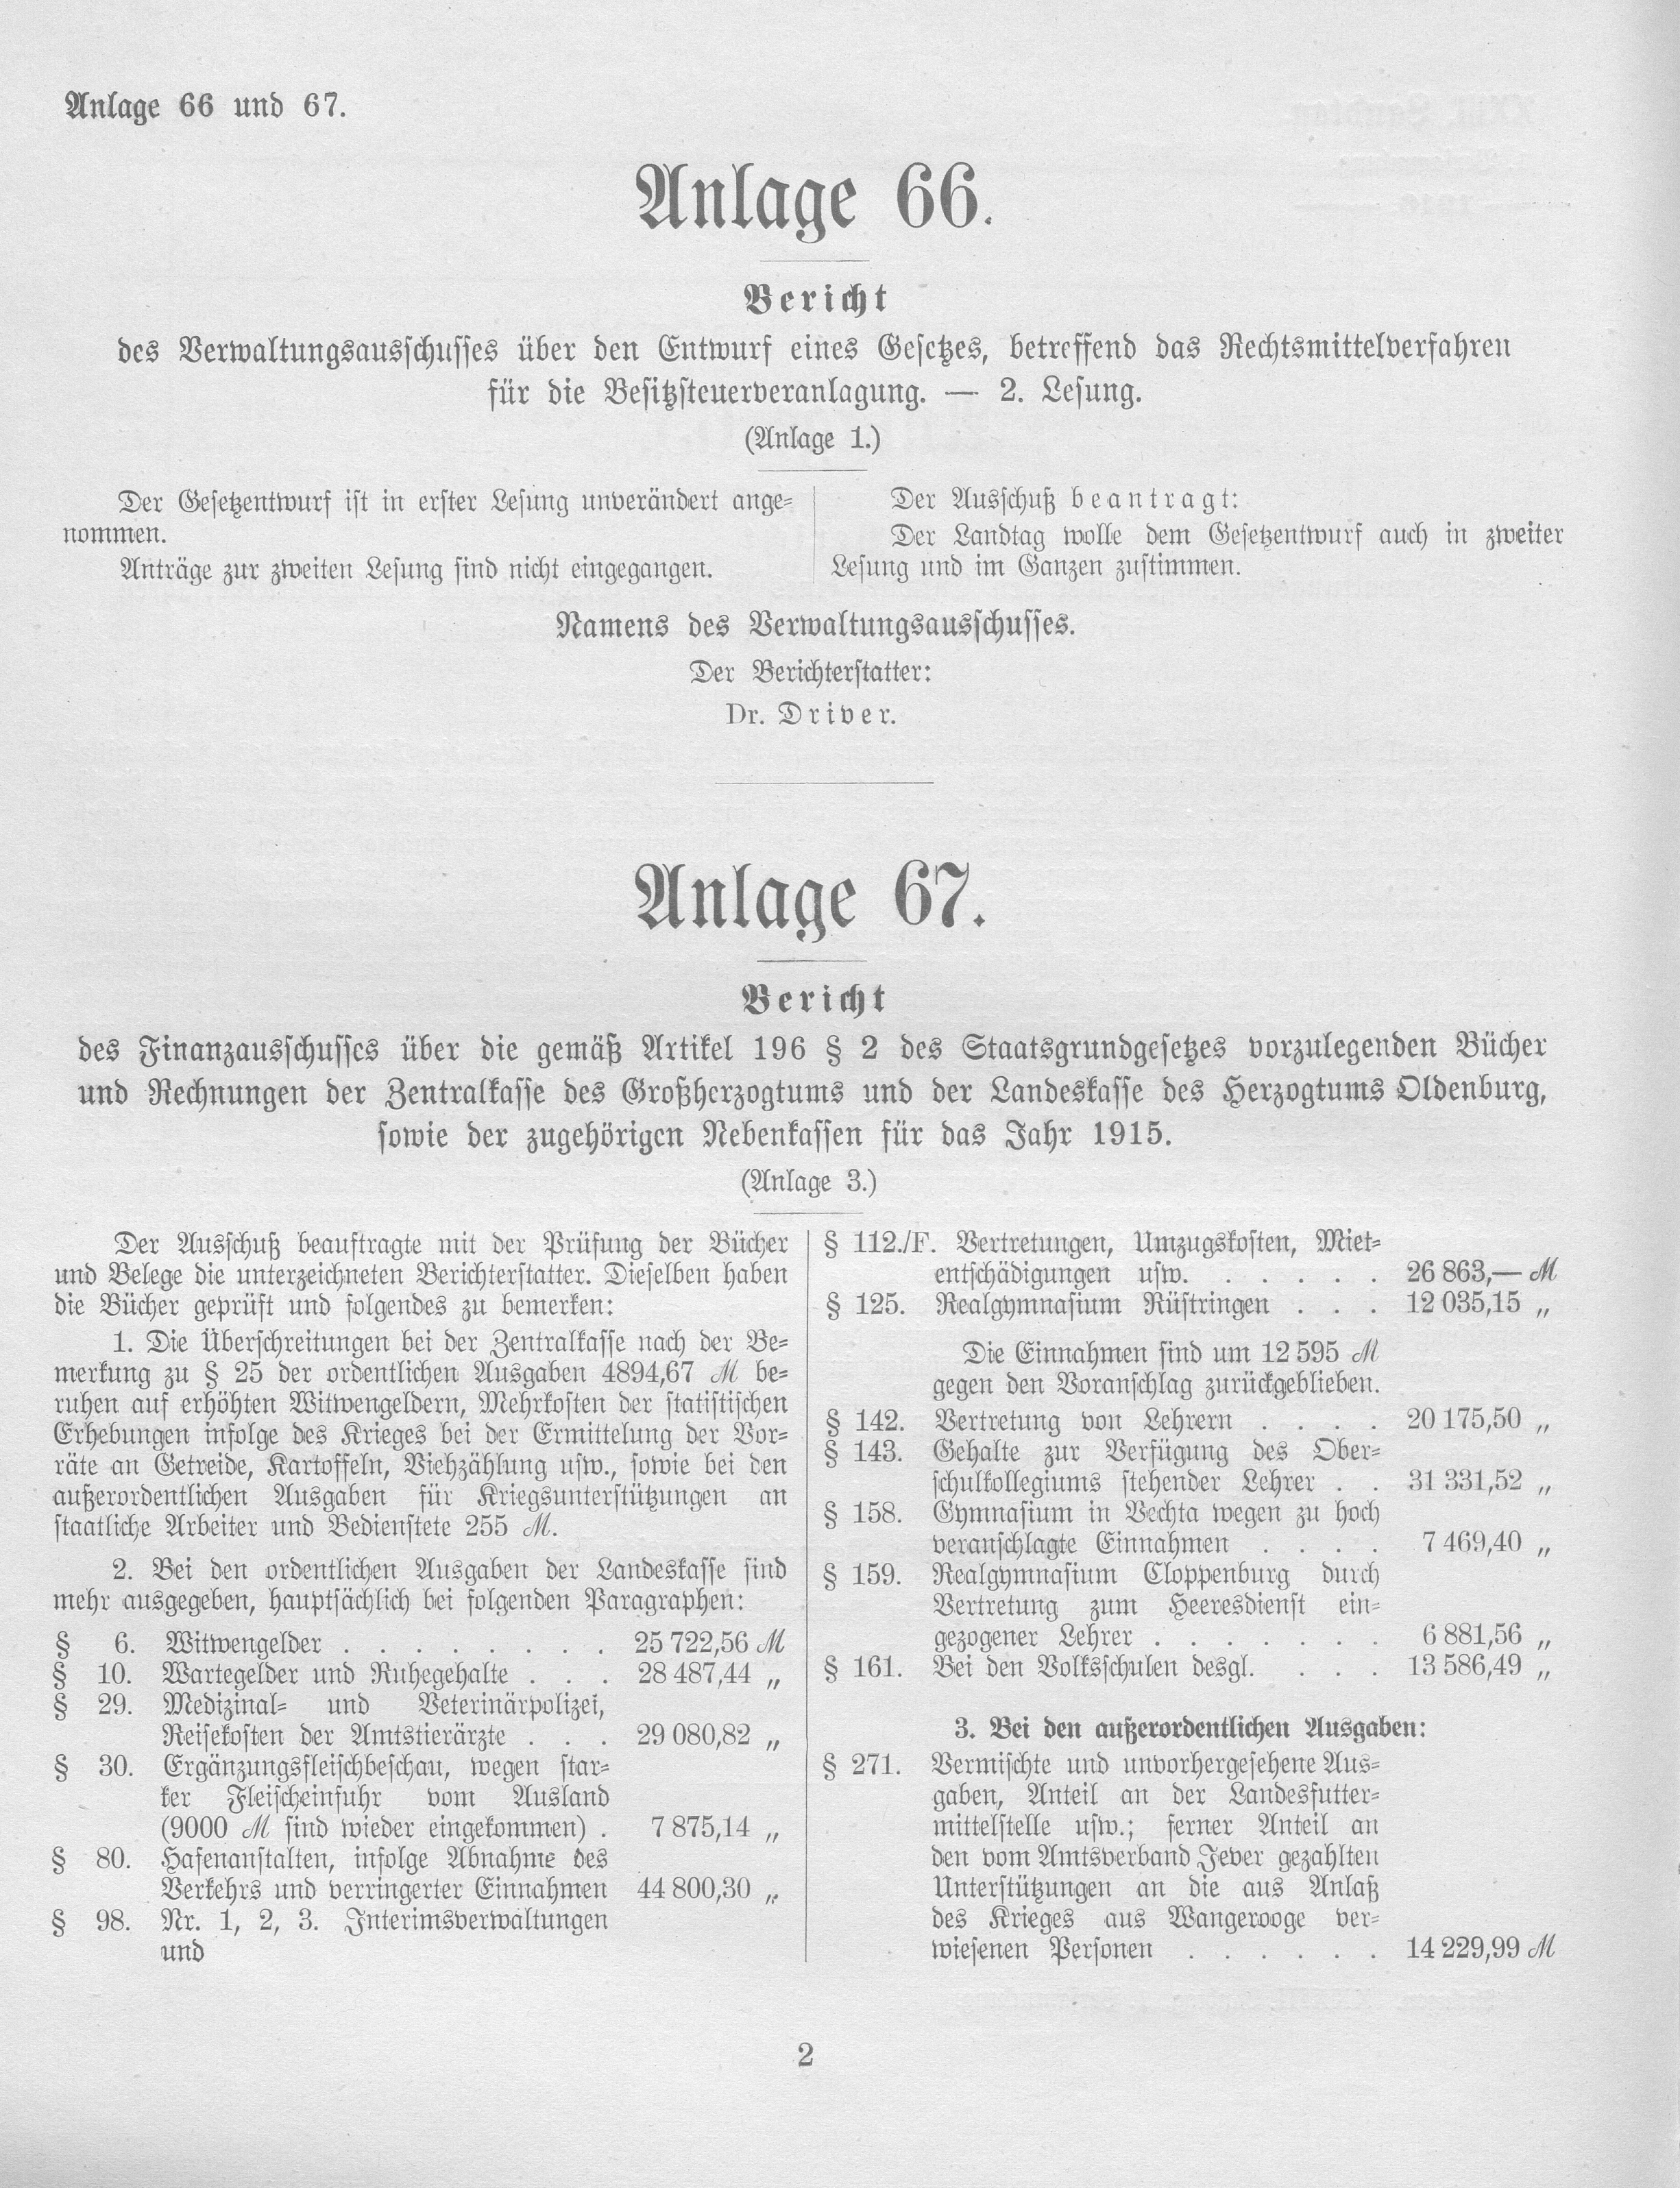 Anlage 66 und 67.
Anlage 66.
Bericht
des Verwaltungsausschusses über den Entwurf eines Gesetzes, betreffend das Rechtsmittelverfahren
für die Besitzsteuerveranlagung. — 2. Lesung.
(Anlage 1.)
Der Gesetzentwurf ist in erster Lesung unverändert ange-
nommen.
Anträge zur zweiten Lesung sind nicht eingegangen.
Der Ausschuß beantragt:
Der Landtag wolle dem Gesetzentwurf auch in zweiter
Lesung und im Ganzen zustimmen.
Namens des Verwaltungsausschusses.
Der Berichterstatter:
Dr. Driver.
Anlage 67.
Bericht
des Finanzausschusses über die gemäß Artikel 196 § 2 des Staatsgrundgesetzes vorzulegenden Bücher
und Rechnungen der Zentralkasse des Großherzogtums und der Landeskasse des Herzogtums Oldenburg,
sowie der zugehörigen Nebenkassen für das Jahr 1915.
(Anlage 3.)
Der Ausschuß beauftragte mit der Prüfung der Bücher
und Belege die unterzeichneten Berichterstatter. Dieselben haben
die Bücher geprüft und folgendes zu bemerken:
1. Die Überschreitungen bei der Zentralkasse nach der Be-
merkung zu § 25 der ordentlichen Ausgaben 4894,67 ℳ be-
ruhen auf erhöhten Witwengeldern, Mehrkosten der statistischen
Erhebungen infolge des Krieges bei der Ermittelung der Vor-
räte an Getreide, Kartoffeln, Viehzählung usw., sowie bei den
außerordentlichen Ausgaben für Kriegsunterstützungen an
staatliche Arbeiter und Bedienstete 255 ℳ.
2. Bei den ordentlichen Ausgaben der Landeskasse sind
mehr ausgegeben, hauptsächlich bei folgenden Paragraphen:
§ 6. Witwengelder . . . . . . . . . 25 722,56 ℳ
§ 10. Wartegelder und Ruhegehalte . . . 28 487,44 „
§ 29. Medizinal- und Veterinärpolizei,
Reisekosten der Amtstierärzte . . . 29 080,82 „
§ 30. Ergänzungsfleischbeschau, wegen star-
ker Fleischeinfuhr vom Ausland
(9000 ℳ sind wieder eingekommen) . 7 875,14 „
§ 80. Hafenanstalten, infolge Abnahme des
Verkehrs und verringerter Einnahmen 44 800,30 „
§ 98. Nr. 1, 2, 3. Interimsverwaltungen
und
§ 112./F. Vertretungen, Umzugskosten, Miet-
entschädigungen usw. . . . . . . 26 863,— ℳ
§ 125. Realgymnasium Rüstringen . . . 12 035,15 „
Die Einnahmen sind um 12 595 ℳ
gegen den Voranschlag zurückgeblieben.
§ 142. Vertretung von Lehrern . . . . 20 175,50 „
§ 143. Gehalte zur Verfügung des Ober-
schulkollegiums stehender Lehrer . . 31 331,52 „
§ 158. Gymnasium in Vechta wegen zu hoch
veranschlagte Einnahmen . . . . 7 469,40 „
§ 159. Realgymnasium Cloppenburg durch
Vertretung zum Heeresdienst ein-
gezogener Lehrer . . . . . . . 6 881,56 „
§ 161. Bei den Volksschulen desgl. . . . . 13 586,49 „
3. Bei den außerordentlichen Ausgaben:
§ 271. Vermischte und unvorhergesehene Aus-
gaben, Anteil an der Landesfutter-
mittelstelle usw.; ferner Anteil an
den vom Amtsverband Jever gezahlten
Unterstützungen an die aus Anlaß
des Krieges aus Wangerooge ver-
wiesenen Personen . . . . . . 14 229,99 ℳ
2